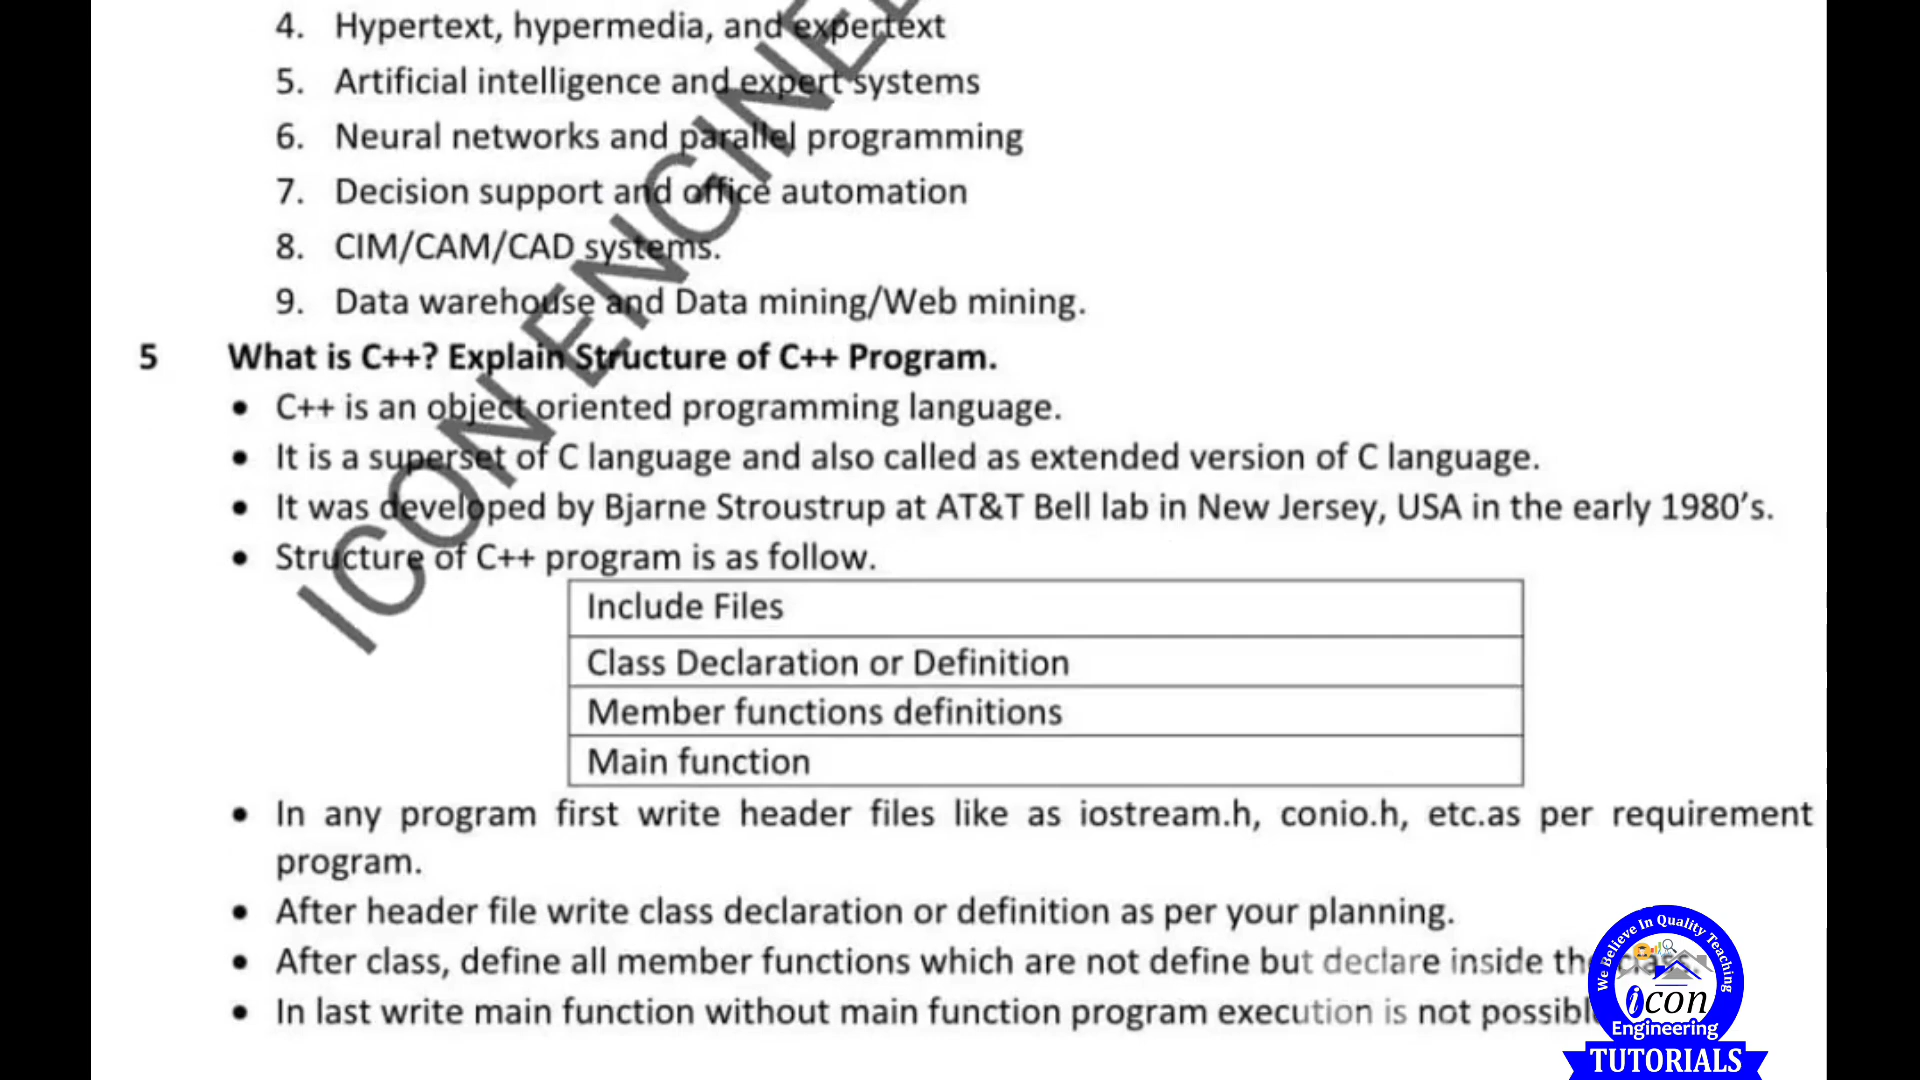 4. Hypertext, hypermedia, and expertext
5. Artificial intelligence and expert systems
6. Neural networks and parallel programming
7. Decision support and office automation
8. CIM/CAM/CAD systems.
9. Data warehouse and Data mining/Web mining.
5 What is C++? Explain Structure of C++ Program.
• C++ is an object oriented programming language.
• It is a superset of C language and also called as extended version of C language.
• It was developed by Bjarne Stroustrup at AT&T Bell lab in New Jersey, USA in the early 1980’s.
• Structure of C++ program is as follow.
Include Files
Class Declaration or Definition
Member functions definitions
Main function
• In any program first write header files like as iostream.h, conio.h, etc.as per requirement
program.
• After header file write class declaration or definition as per your planning.
• After class, define all member functions which are not define but declare inside the class.
• In last write main function without main function program execution is not possible
ICON ENGINEE
We Believe In Quality Teaching
icon
Engineering
TUTORIALS